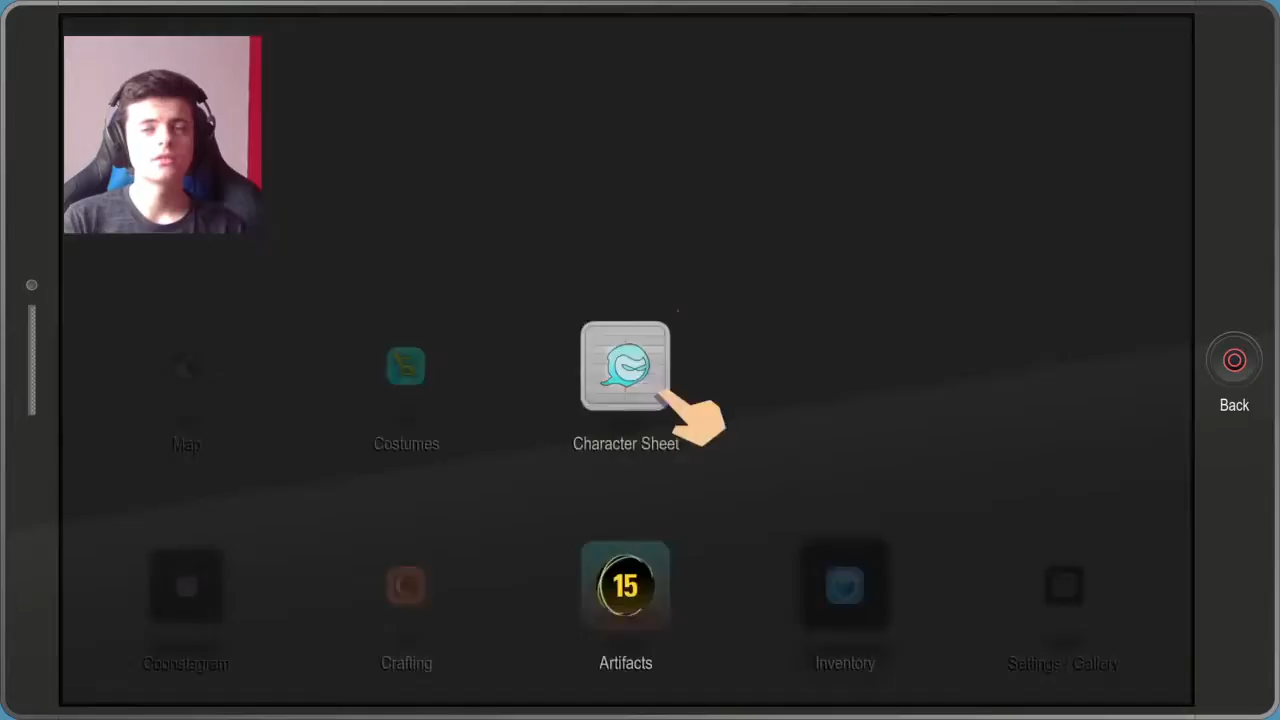 Back
Map
Costumes
Character Sheet
15
Coonstagram
Crafting
Artifacts
Inventory
Settings / Gallery